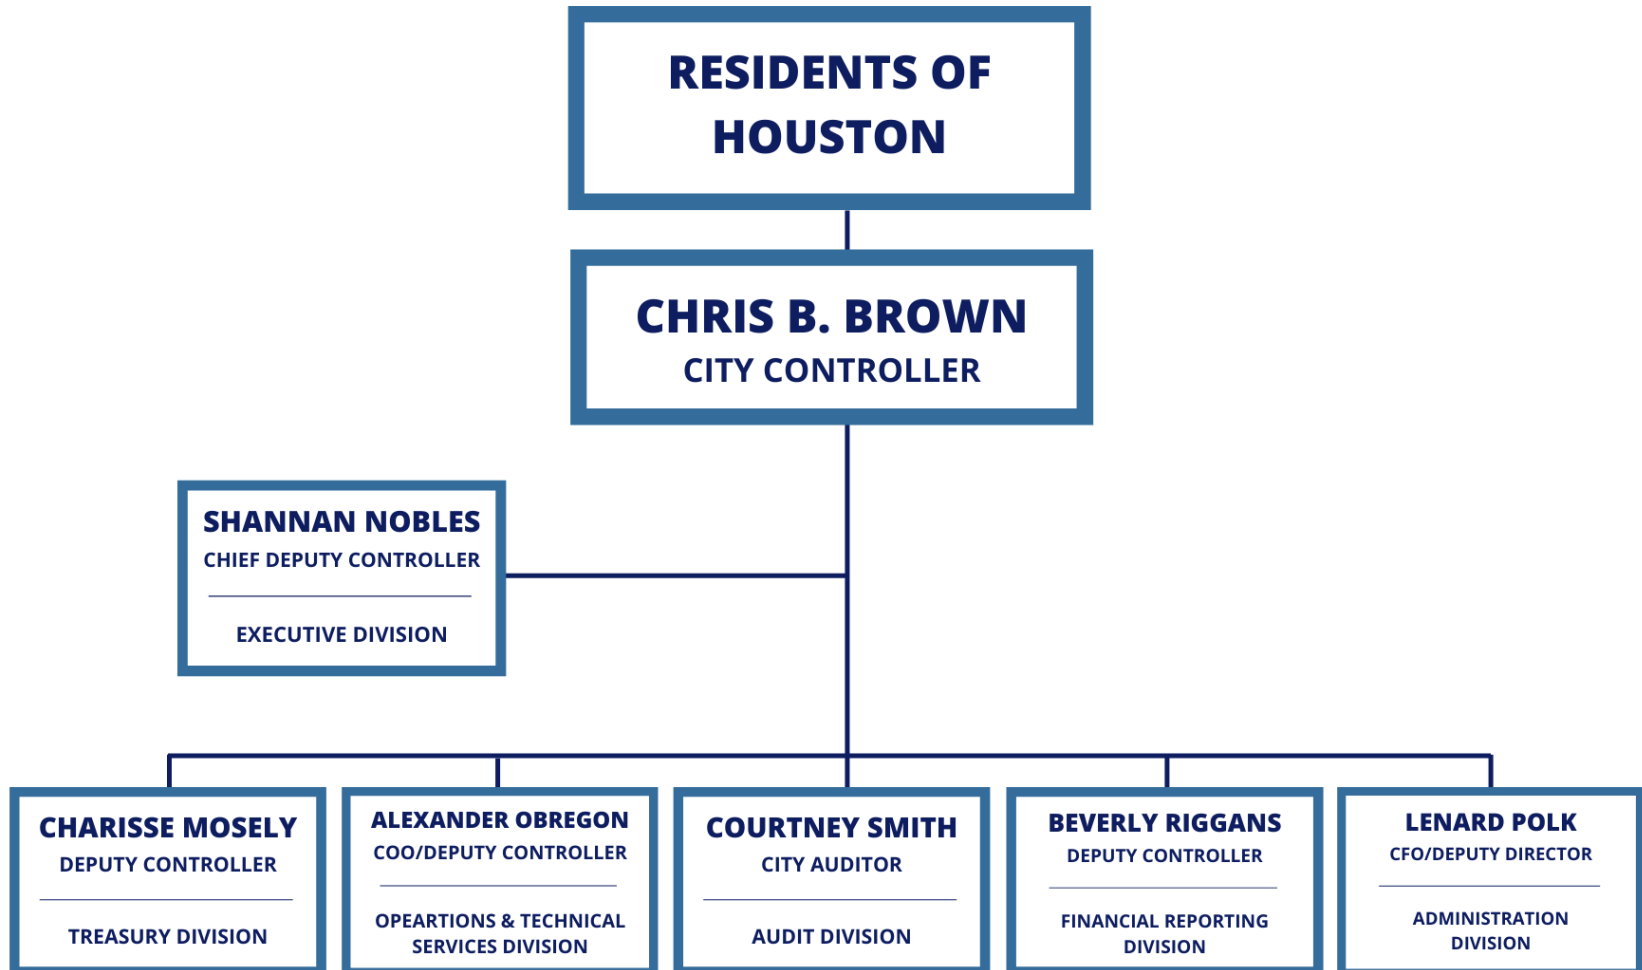 RESIDENTS OF
HOUSTON
CHRIS B. BROWN
CITY CONTROLLER
SHANNAN NOBLES
CHIEF DEPUTY CONTROLLER
EXECUTIVE DIVISION
CHARISSE MOSELY
DEPUTY CONTROLLER
TREASURY DIVISION
ALEXANDER OBREGON
COO/DEPUTY CONTROLLER
OPEARTIONS & TECHNICAL
SERVICES DIVISION
COURTNEY SMITH
CITY AUDITOR
AUDIT DIVISION
BEVERLY RIGGANS
DEPUTY CONTROLLER
FINANCIAL REPORTING
DIVISION
LENARD POLK
CFO/DEPUTY DIRECTOR
ADMINISTRATION
DIVISION